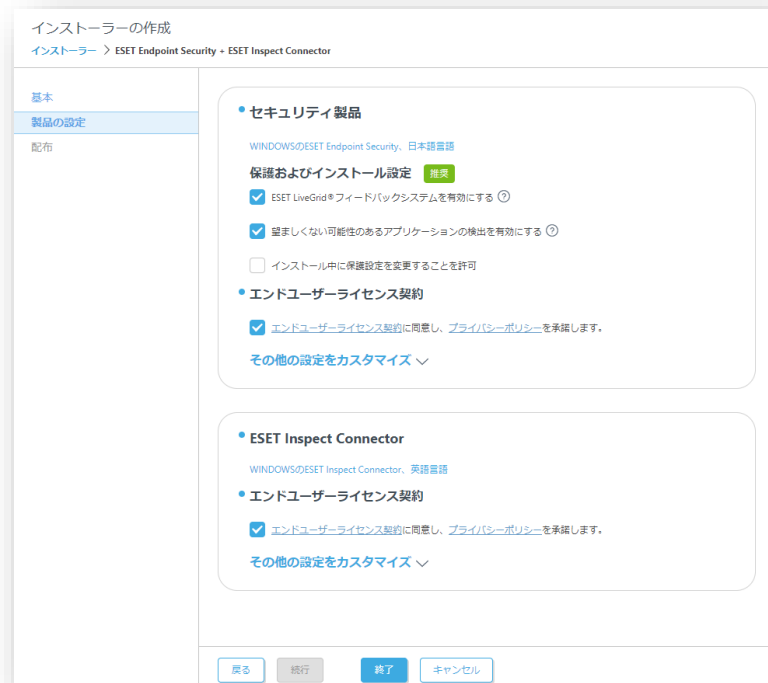 インストーラーの作成
インストーラー > ESET Endpoint Security + ESET Inspect Connector
基本
製品の設定
配布
セキュリティ製品
WINDOWSのESET Endpoint Security、日本語言語
保護およびインストール設定 推奨
ESET LiveGrid®フィードバックシステムを有効にする ?
望ましくない可能性のあるアプリケーションの検出を有効にする ?
インストール中に保護設定を変更することを許可
エンドユーザーライセンス契約
エンドユーザーライセンス契約に同意し、プライバシーポリシーを承諾します。
その他の設定をカスタマイズ
ESET Inspect Connector
WINDOWSのESET Inspect Connector、英語言語
エンドユーザーライセンス契約
エンドユーザーライセンス契約に同意し、プライバシーポリシーを承諾します。
その他の設定をカスタマイズ
戻る 続行 終了 キャンセル